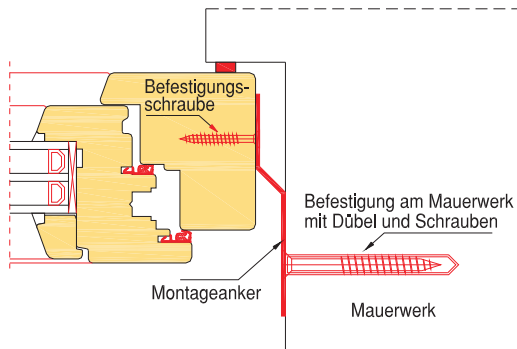 Befestigungs-
schraube
Befestigung am Mauerwerk
mit Dübel und Schrauben
Montageanker
Mauerwerk